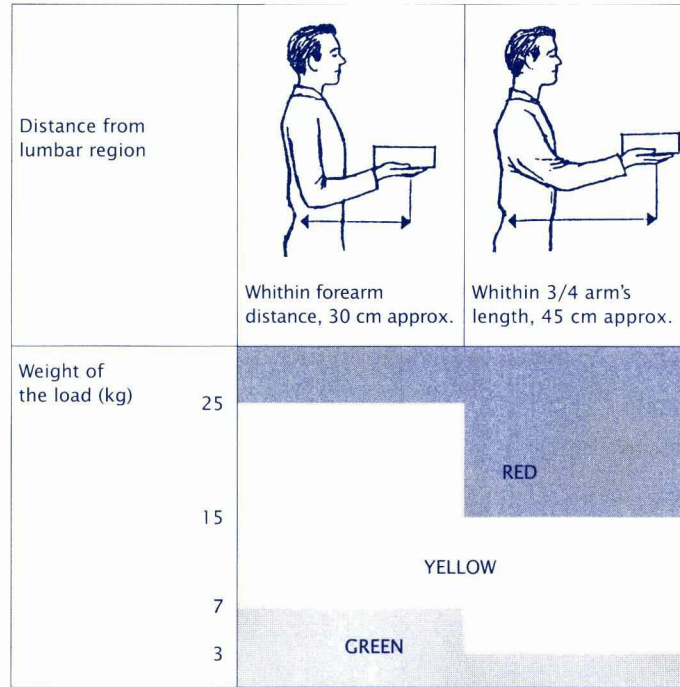 Distance from
lumbar region
Whithin forearm
distance, 30 cm approx.
Whithin 3/4 arm's
length, 45 cm approx.
Weight of
the load (kg)
25
RED
15
YELLOW
7
GREEN
3